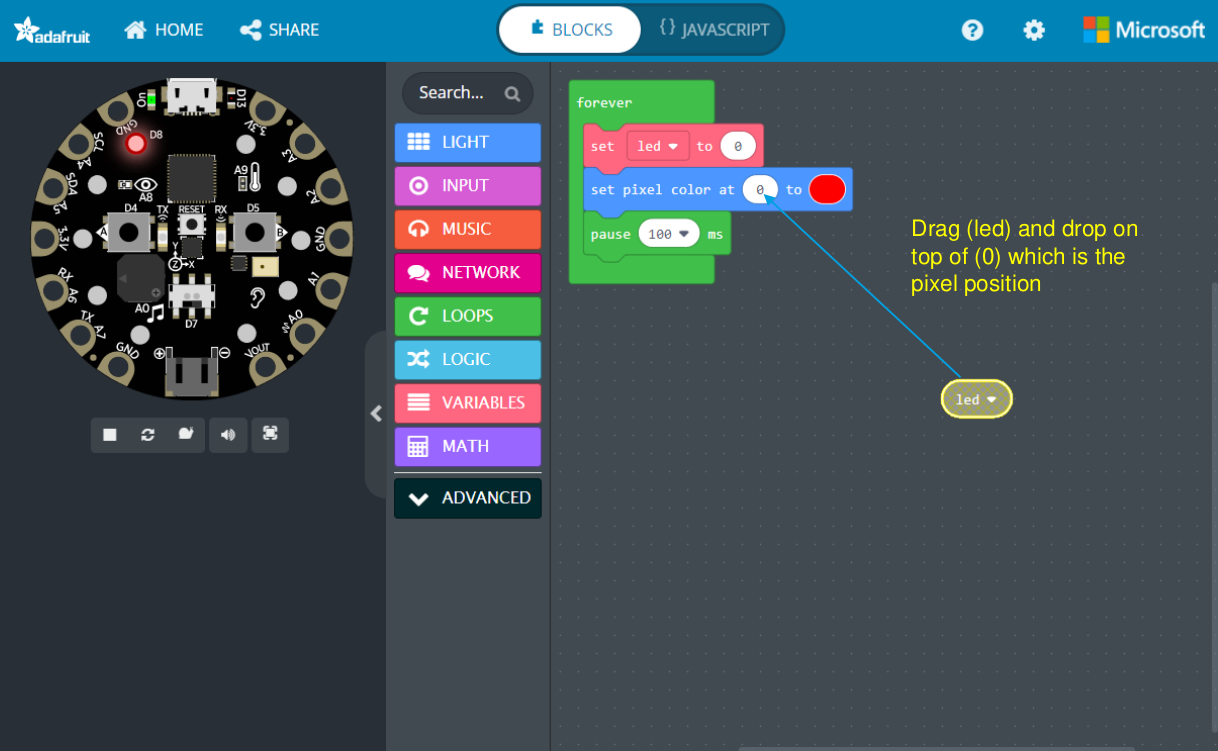 adafruit HOME SHARE BLOCKS {} JAVASCRIPT ? Microsoft
Search...
LIGHT
INPUT
MUSIC
NETWORK
LOOPS
LOGIC
VARIABLES
MATH
ADVANCED
forever
set led to 0
set pixel color at 0 to
pause 100 ms
Drag (led) and drop on
top of (0) which is the
pixel position
led
ON D13
GND D8 3.3V
SCL A3
A4 A9
SDA A8 A2
A5 D4 TX RESET RX D5
A B GND
3.3V Y
Z X
RX A1
A6 A0
TX D7 A0
A7
GND VOUT